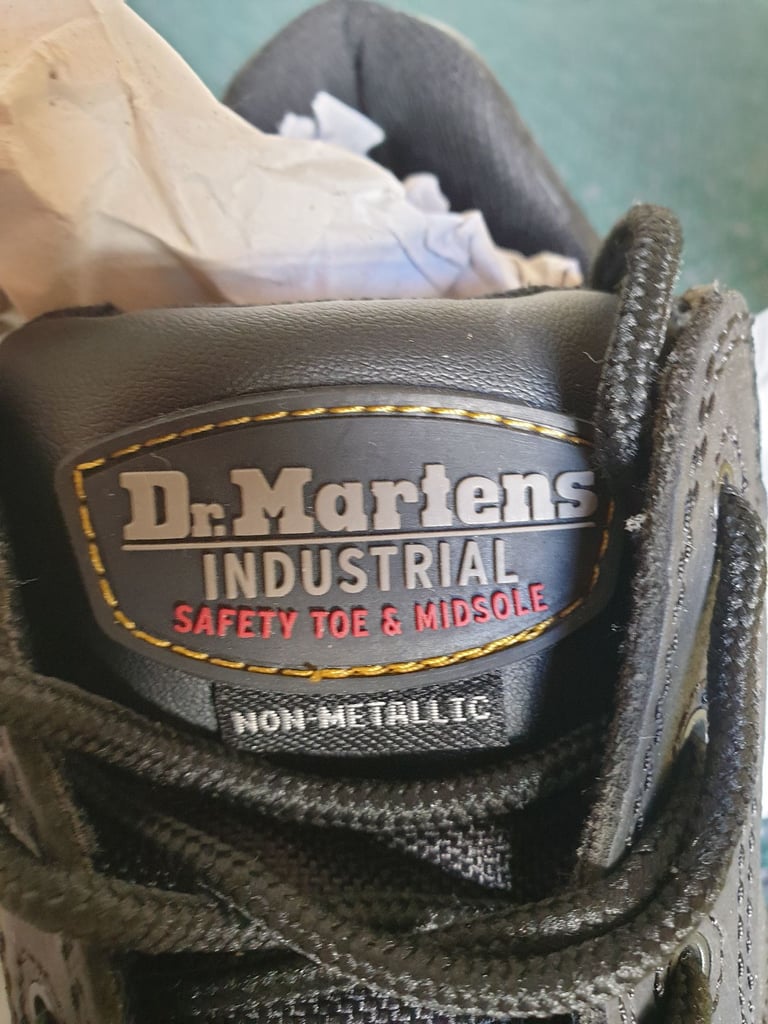 Dr.Martens
INDUSTRIAL
SAFETY TOE & MIDSOLE
NON-METALLIC